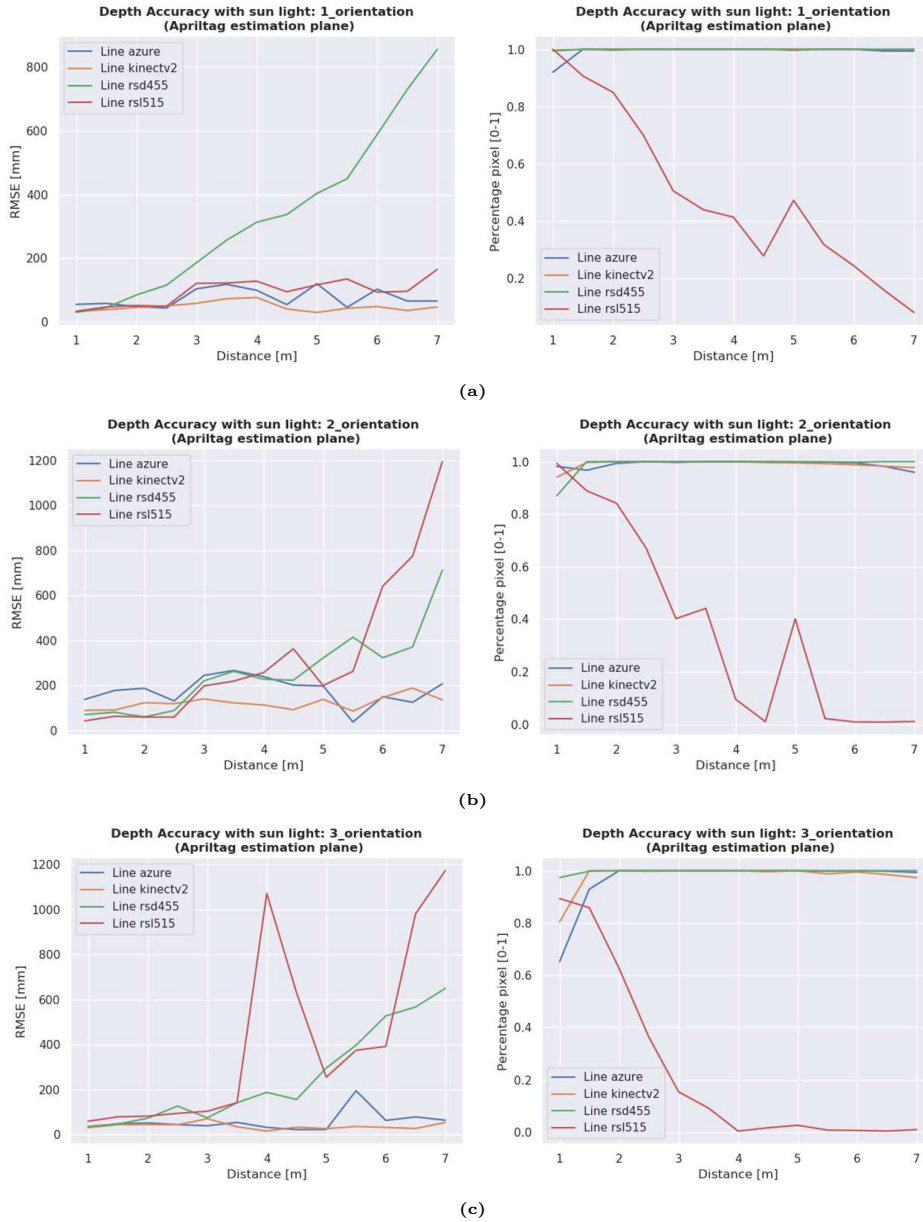 Depth Accuracy with sun light: 1_orientation
(Apriltag estimation plane)
Line azure
Line kinectv2
Line rsd455
Line rsl515
RMSE [mm]
800
600
400
200
0
1 2 3 4 5 6 7
Distance [m]
Depth Accuracy with sun light: 1_orientation
(Apriltag estimation plane)
Percentage pixel [0-1]
1.0
0.8
0.6
0.4
0.2
Line azure
Line kinectv2
Line rsd455
Line rsl515
1 2 3 4 5 6 7
Distance [m]
(a)
Depth Accuracy with sun light: 2_orientation
(Apriltag estimation plane)
Line azure
Line kinectv2
Line rsd455
Line rsl515
RMSE [mm]
1200
1000
800
600
400
200
0
1 2 3 4 5 6 7
Distance [m]
Depth Accuracy with sun light: 2_orientation
(Apriltag estimation plane)
Percentage pixel [0-1]
1.0
0.8
0.6
0.4
0.2
0.0
Line azure
Line kinectv2
Line rsd455
Line rsl515
1 2 3 4 5 6 7
Distance [m]
(b)
Depth Accuracy with sun light: 3_orientation
(Apriltag estimation plane)
Line azure
Line kinectv2
Line rsd455
Line rsl515
RMSE [mm]
1200
1000
800
600
400
200
0
1 2 3 4 5 6 7
Distance [m]
Depth Accuracy with sun light: 3_orientation
(Apriltag estimation plane)
Percentage pixel [0-1]
1.0
0.8
0.6
0.4
0.2
0.0
Line azure
Line kinectv2
Line rsd455
Line rsl515
1 2 3 4 5 6 7
Distance [m]
(c)